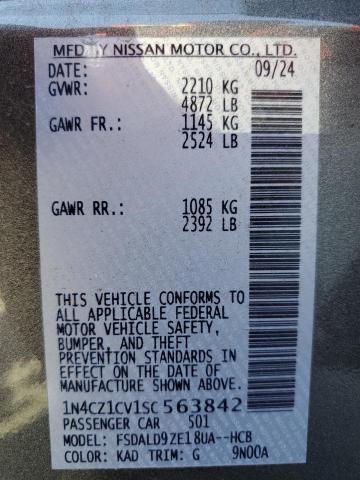 MFD BY NISSAN MOTOR CO., LTD.
DATE: 09/24
GVWR: 2210 KG
4872 LB
GAWR FR.: 1145 KG
2524 LB
GAWR RR.: 1085 KG
2392 LB
THIS VEHICLE CONFORMS TO
ALL APPLICABLE FEDERAL
MOTOR VEHICLE SAFETY,
BUMPER, AND THEFT
PREVENTION STANDARDS IN
EFFECT ON THE DATE OF
MANUFACTURE SHOWN ABOVE.
1N4CZ1CV1SC563842
PASSENGER CAR 501
MODEL: FSDALD9ZE18UA--HCB
COLOR: KAD TRIM: G 9N00A